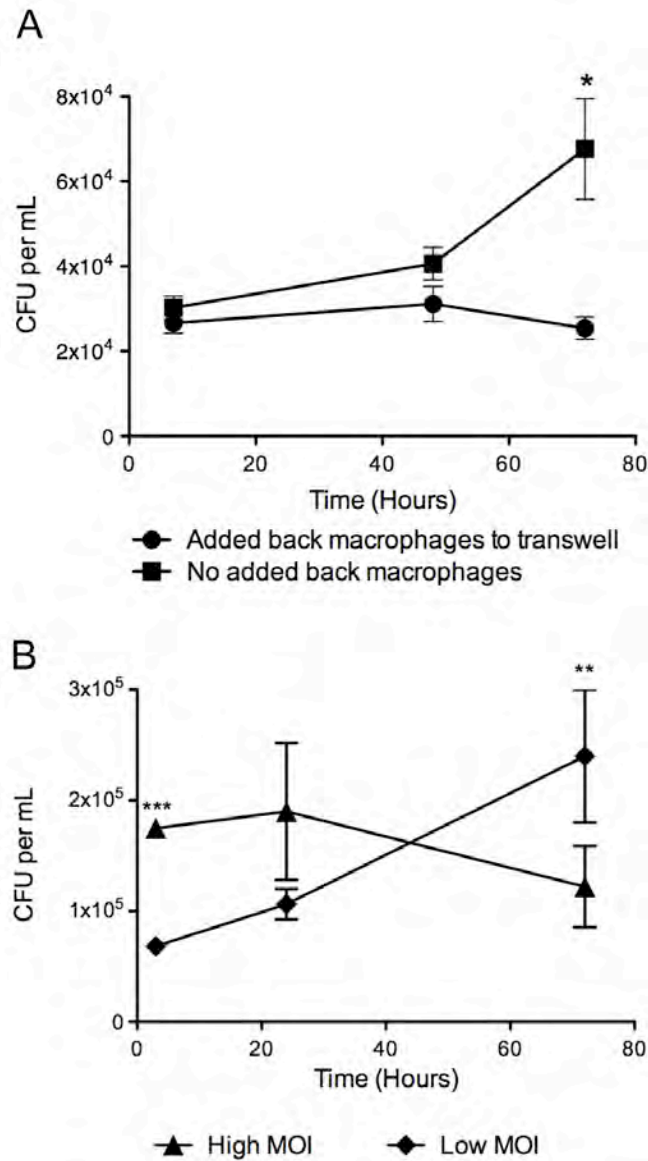 A
*
8x10⁴
6x10⁴
4x10⁴
2x10⁴
0
CFU per mL
0 20 40 60 80
Time (Hours)
Added back macrophages to transwell
No added back macrophages
B
**
3x10⁵
***
2x10⁵
1x10⁵
0
CFU per mL
0 20 40 60 80
Time (Hours)
High MOI Low MOI